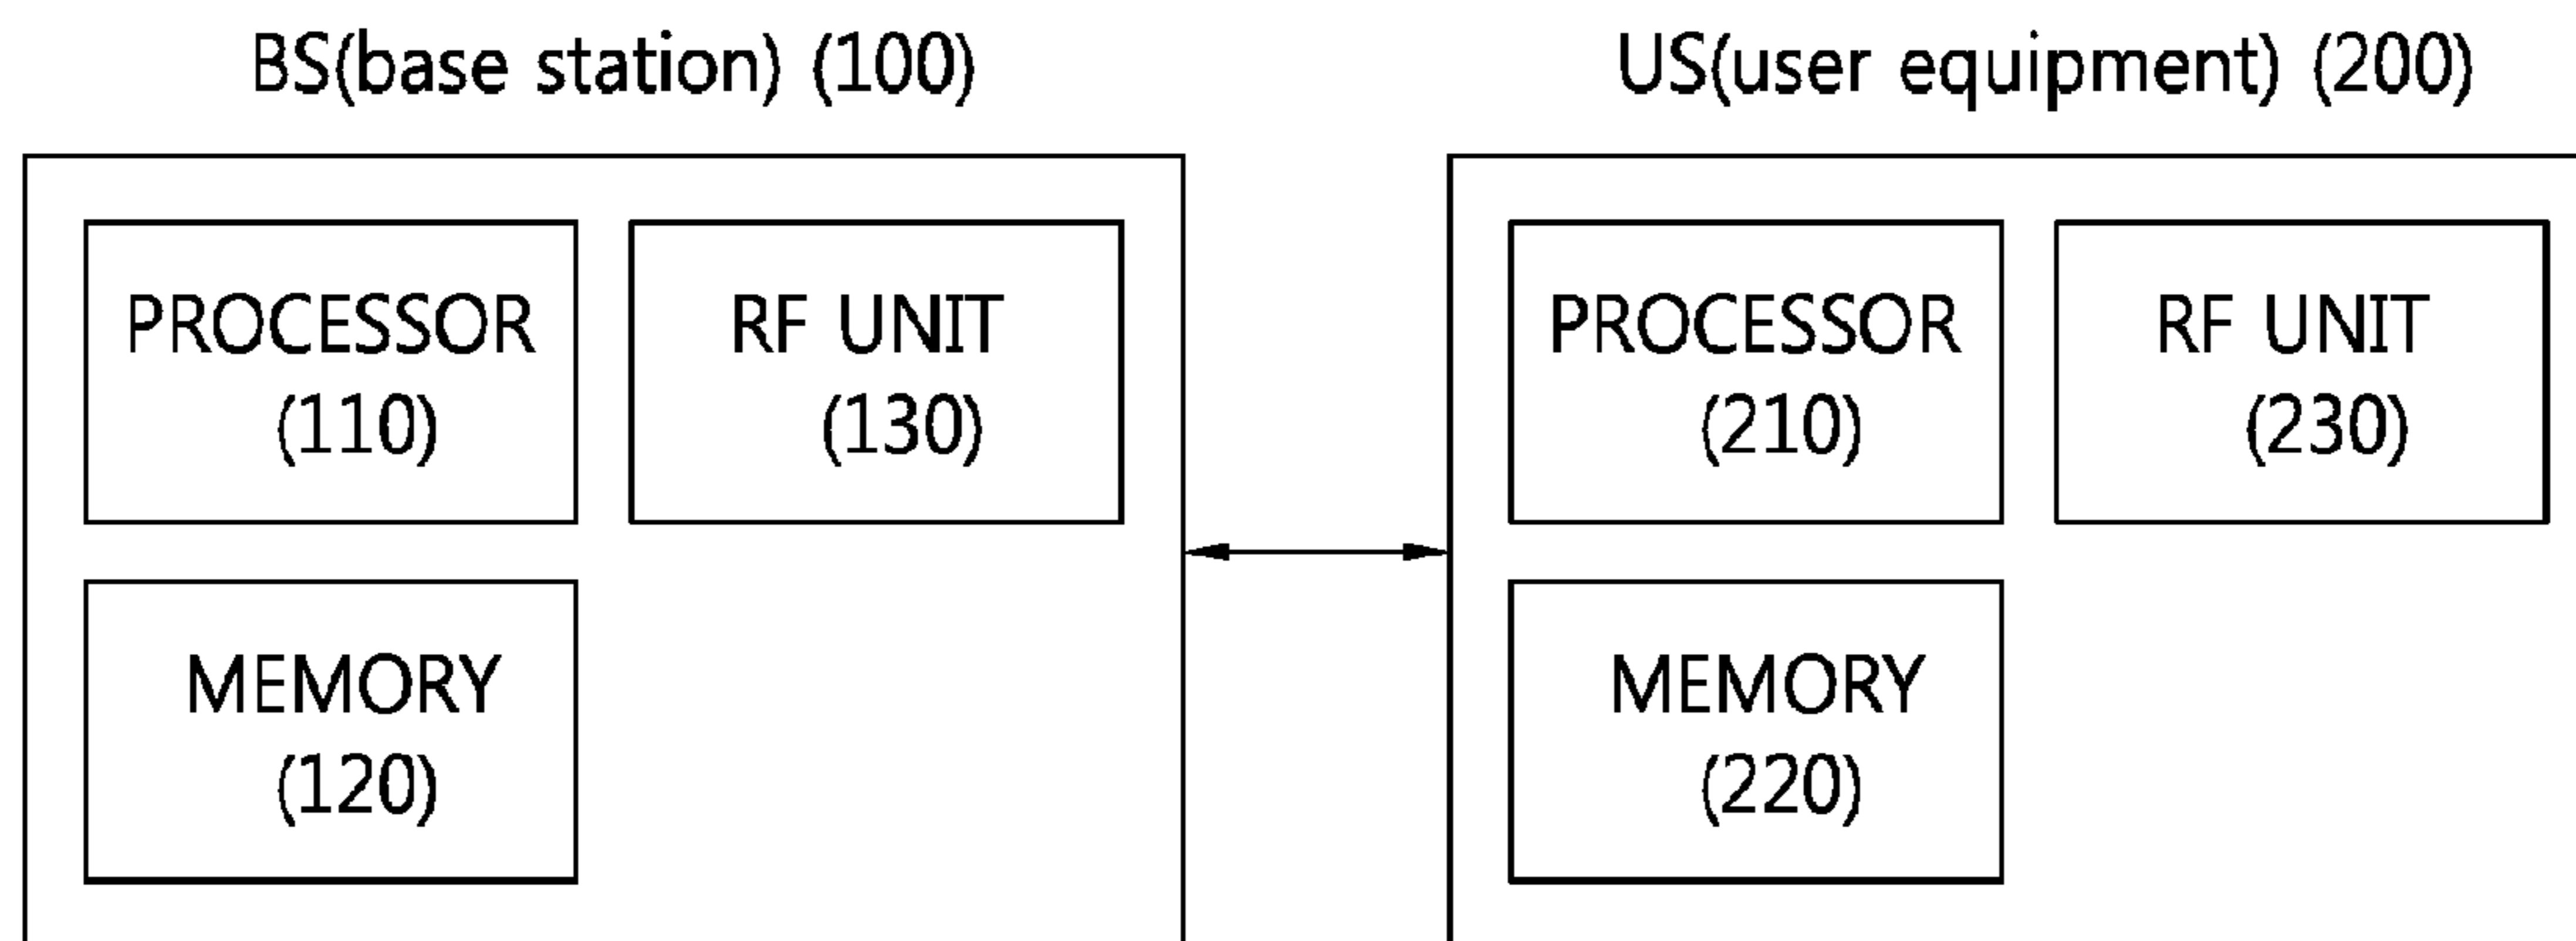 BS(base station) (100)
US(user equipment) (200)
PROCESSOR
(110)
RF UNIT
(130)
MEMORY
(120)
PROCESSOR
(210)
RF UNIT
(230)
MEMORY
(220)